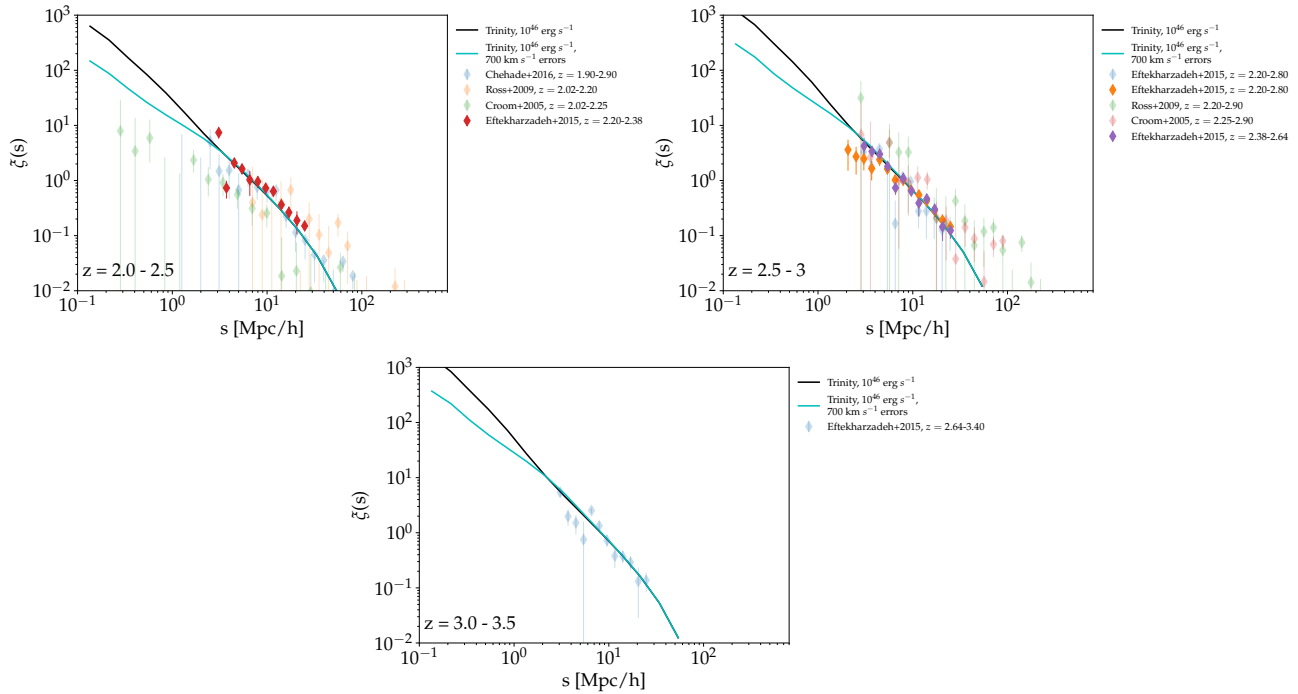 10³
10²
10¹
10⁰
10⁻¹
10⁻²
ξ(s)
z = 2.0 - 2.5
10⁻¹ 10⁰ 10¹ 10²
s [Mpc/h]
Trinity, 10⁴⁶ erg s⁻¹
Trinity, 10⁴⁶ erg s⁻¹,
700 km s⁻¹ errors
Chehade+2016, z = 1.90-2.90
Ross+2009, z = 2.02-2.20
Croom+2005, z = 2.02-2.25
Eftekharzadeh+2015, z = 2.20-2.38
10³
10²
10¹
10⁰
10⁻¹
10⁻²
ξ(s)
z = 2.5 - 3
10⁻¹ 10⁰ 10¹ 10²
s [Mpc/h]
Trinity, 10⁴⁶ erg s⁻¹
Trinity, 10⁴⁶ erg s⁻¹,
700 km s⁻¹ errors
Eftekharzadeh+2015, z = 2.20-2.80
Eftekharzadeh+2015, z = 2.20-2.80
Ross+2009, z = 2.20-2.90
Croom+2005, z = 2.25-2.90
Eftekharzadeh+2015, z = 2.38-2.64
10³
10²
10¹
10⁰
10⁻¹
10⁻²
ξ(s)
z = 3.0 - 3.5
10⁻¹ 10⁰ 10¹ 10²
s [Mpc/h]
Trinity, 10⁴⁶ erg s⁻¹
Trinity, 10⁴⁶ erg s⁻¹,
700 km s⁻¹ errors
Eftekharzadeh+2015, z = 2.64-3.40